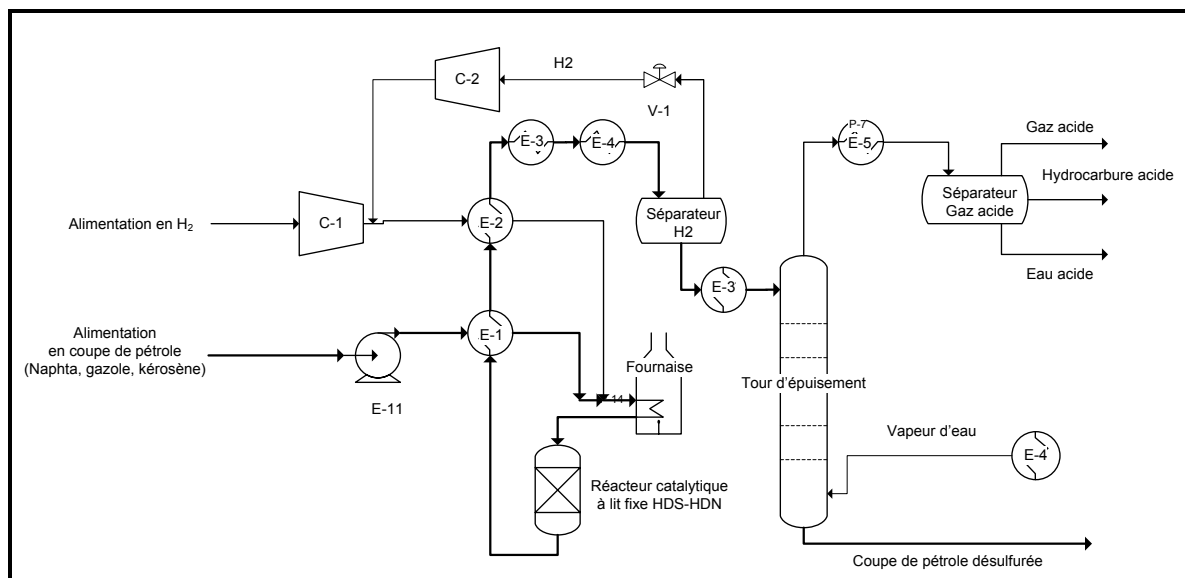 H2
C-2
V-1
P-7
E-3
E-4
E-5
Gaz acide
Hydrocarbure acide
Séparateur
Gaz acide
Eau acide
Alimentation en H2
C-1
E-2
Séparateur
H2
E-3
Alimentation
en coupe de pétrole
(Naphta, gazole, kérosène)
E-1
E-11
Fournaise
14
Tour d'épuisement
Vapeur d'eau
E-4
Réacteur catalytique
à lit fixe HDS-HDN
Coupe de pétrole désulfurée